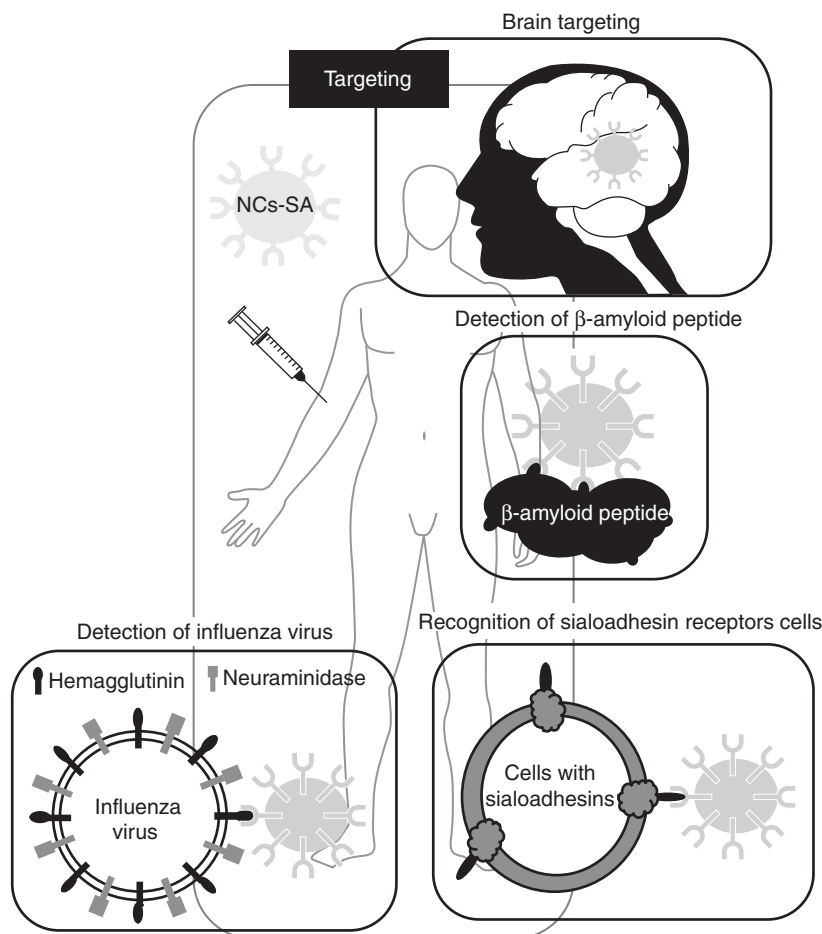 Brain targeting
Targeting
NCs-SA
Detection of β-amyloid peptide
β-amyloid peptide
Detection of influenza virus
Hemagglutinin
Neuraminidase
Influenza
virus
Recognition of sialoadhesin receptors cells
Cells with
sialoadhesins